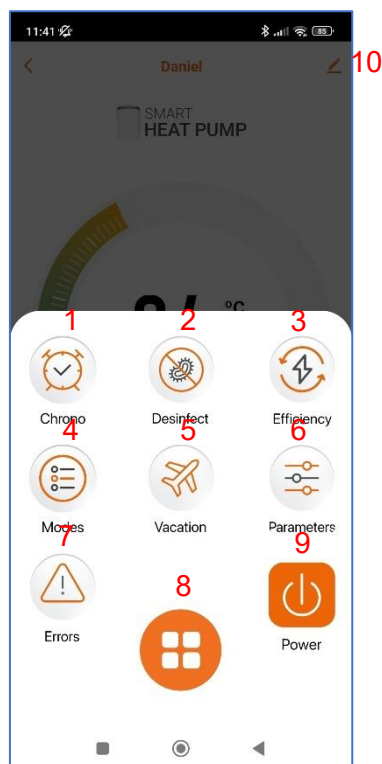 11:41 85
Daniel 10
SMART
HEAT PUMP
°C
1 2 3
Chrono Desinfect Efficiency
4 5 6
Modes Vacation Parameters
7 8 9
Errors Power